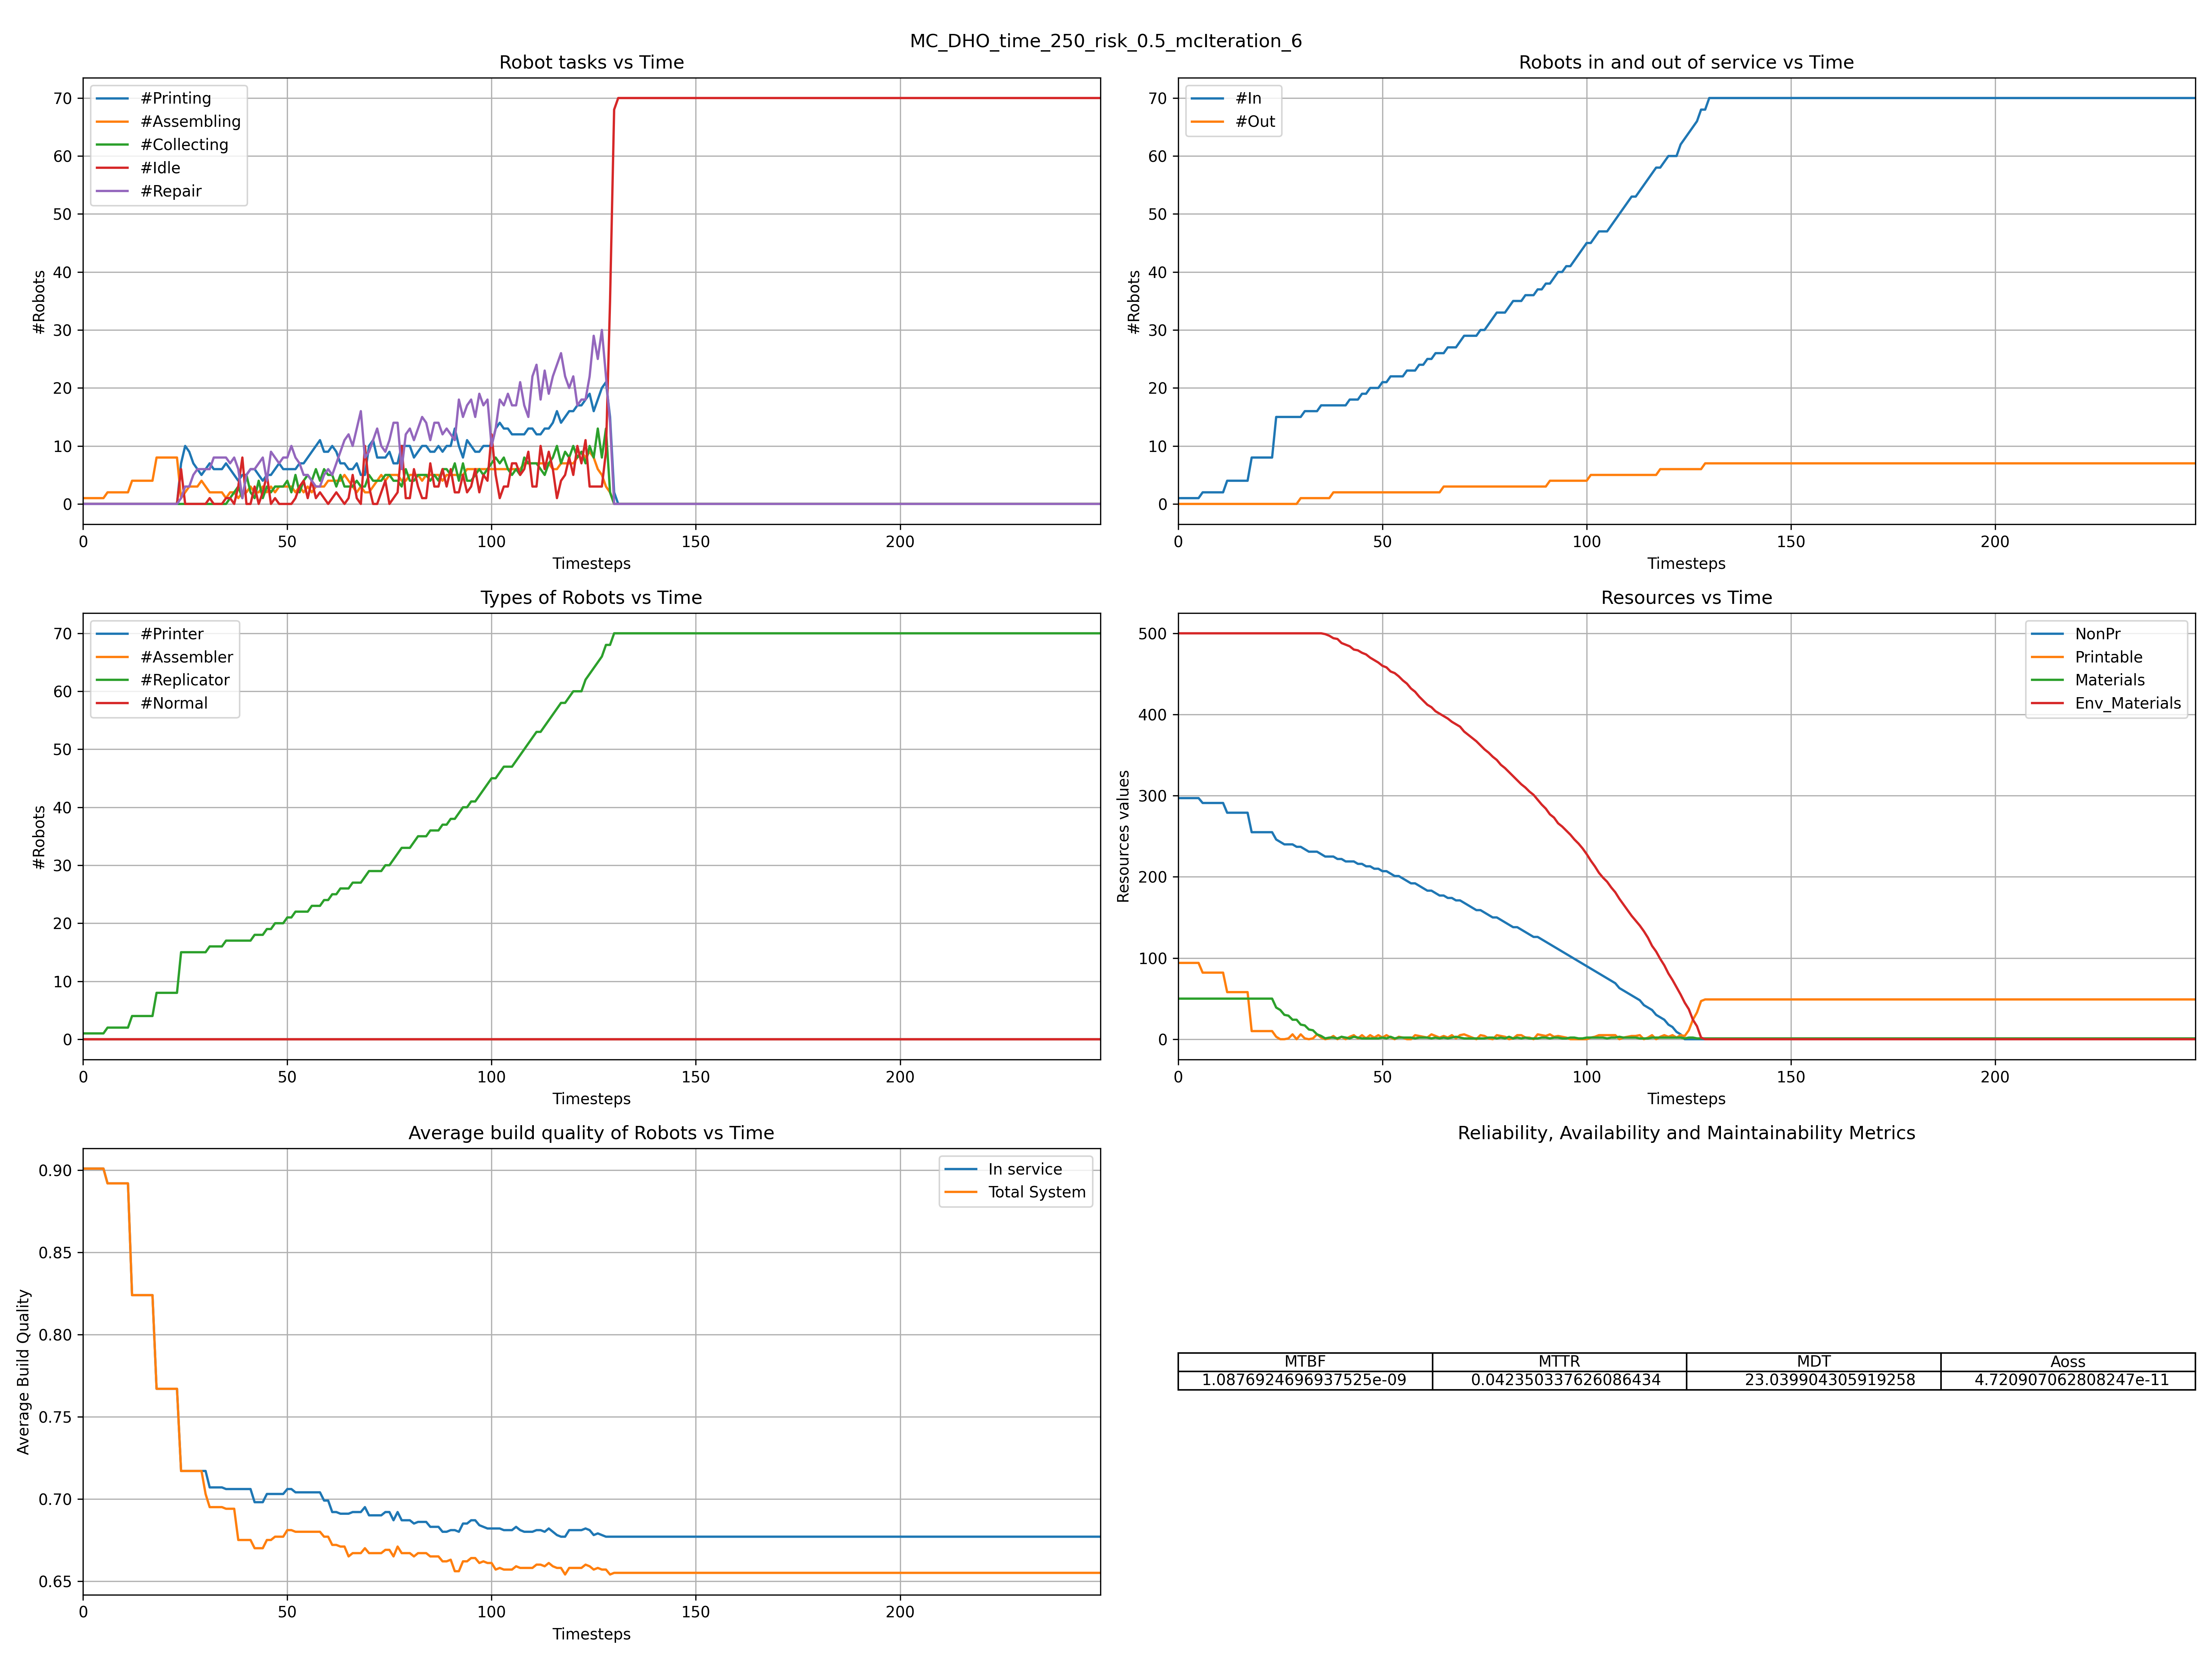 MC_DHO_time_250_risk_0.5_mcIteration_6
Robot tasks vs Time
#Printing
#Assembling
#Collecting
#Idle
#Repair
70
60
50
40
30
20
10
0
#Robots
0 50 100 150 200
Timesteps
Robots in and out of service vs Time
#In
#Out
70
60
50
40
30
20
10
0
#Robots
0 50 100 150 200
Timesteps
Types of Robots vs Time
#Printer
#Assembler
#Replicator
#Normal
70
60
50
40
30
20
10
0
#Robots
0 50 100 150 200
Timesteps
Resources vs Time
NonPr
Printable
Materials
Env_Materials
500
400
300
200
100
0
Resources values
0 50 100 150 200
Timesteps
Average build quality of Robots vs Time
In service
Total System
0.90
0.85
0.80
0.75
0.70
0.65
Average Build Quality
0 50 100 150 200
Timesteps
Reliability, Availability and Maintainability Metrics
MTBF MTTR MDT Aoss
1.0876924696937525e-09 0.042350337626086434 23.039904305919258 4.720907062808247e-11